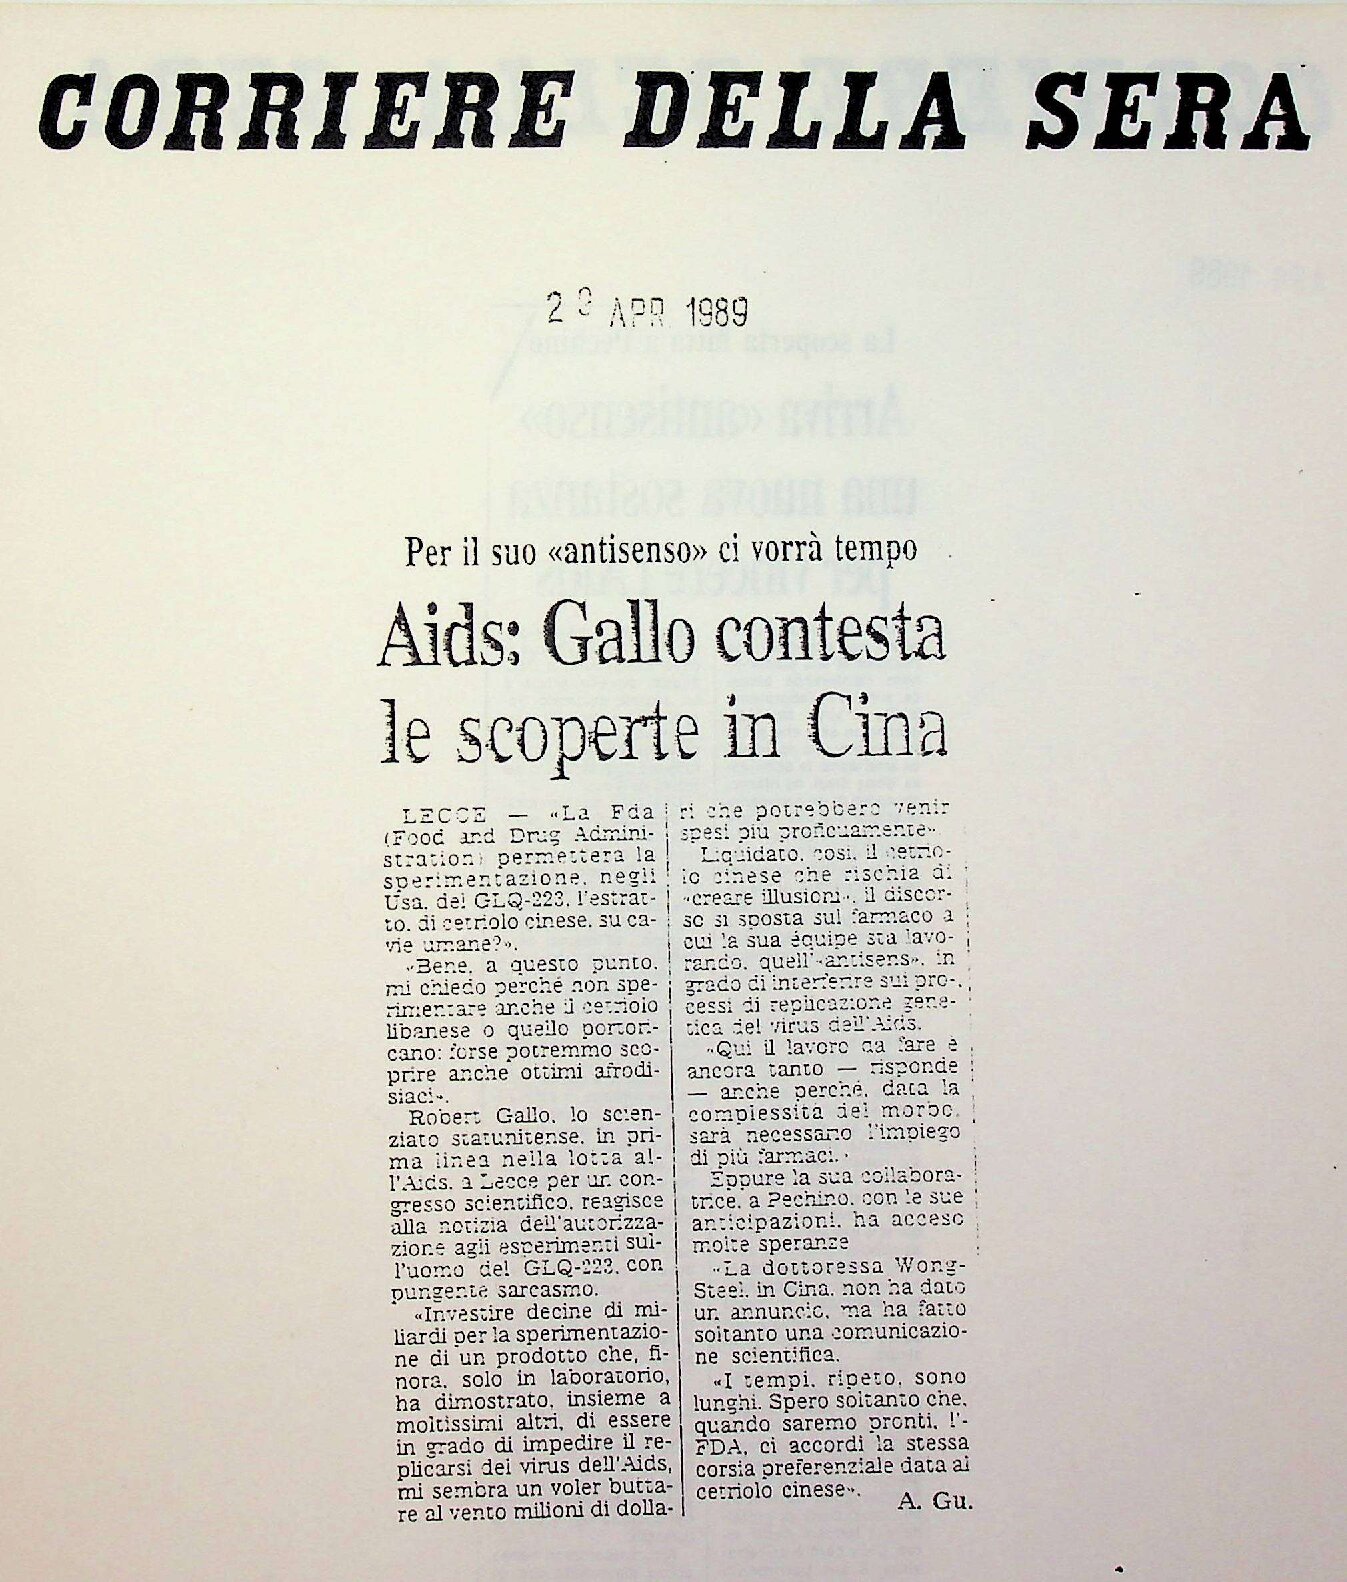 CORRIERE DELLA SERA
29 APR. 1989
Per il suo «antisenso» ci vorrà tempo
Aids: Gallo contesta
le scoperte in Cina
LECCE — «La Fda
(Food and Drug Admini-
stration) permetterà la
sperimentazione, negli
Usa, del GLQ-223, l'estrat-
to, di cetriolo cinese, su ca-
vie umane?».
«Bene, a questo punto,
mi chiedo perché non spe-
rimentare anche il cetriolo
libanese o quello portori-
cano: forse potremmo sco-
prire anche ottimi afrodi-
siaci».
Robert Gallo, lo scien-
ziato statunitense, in pri-
ma linea nella lotta al-
l'Aids, a Lecce per un con-
gresso scientifico, reagisce
alla notizia dell'autorizza-
zione agli esperimenti sul-
l'uomo del GLQ-223, con
pungente sarcasmo.
«Investire decine di mi-
liardi per la sperimentazio-
ne di un prodotto che, fi-
nora, solo in laboratorio,
ha dimostrato, insieme a
moltissimi altri, di essere
in grado di impedire il re-
plicarsi del virus dell'Aids,
mi sembra un voler butta-
re al vento milioni di dolla-
ri che potrebbero venir
spesi più proficuamente».
Liquidato, così, il cetrio-
lo cinese che rischia di
«creare illusioni», il discor-
so si sposta sul farmaco a
cui la sua équipe sta lavo-
rando, quell'«antisens», in
grado di interferire sui pro-
cessi di replicazione gene-
tica del virus dell'Aids.
«Qui il lavoro da fare è
ancora tanto — risponde
— anche perché, data la
complessità del morbo,
sarà necessario l'impiego
di più farmaci.»
Eppure la sua collabora-
trice, a Pechino, con le sue
anticipazioni, ha acceso
molte speranze
«La dottoressa Wong-
Steel, in Cina, non ha dato
un annuncio, ma ha fatto
soltanto una comunicazio-
ne scientifica.
«I tempi, ripeto, sono
lunghi. Spero soltanto che,
quando saremo pronti, l'-
FDA, ci accordi la stessa
corsia preferenziale data al
cetriolo cinese».
A. Gu.